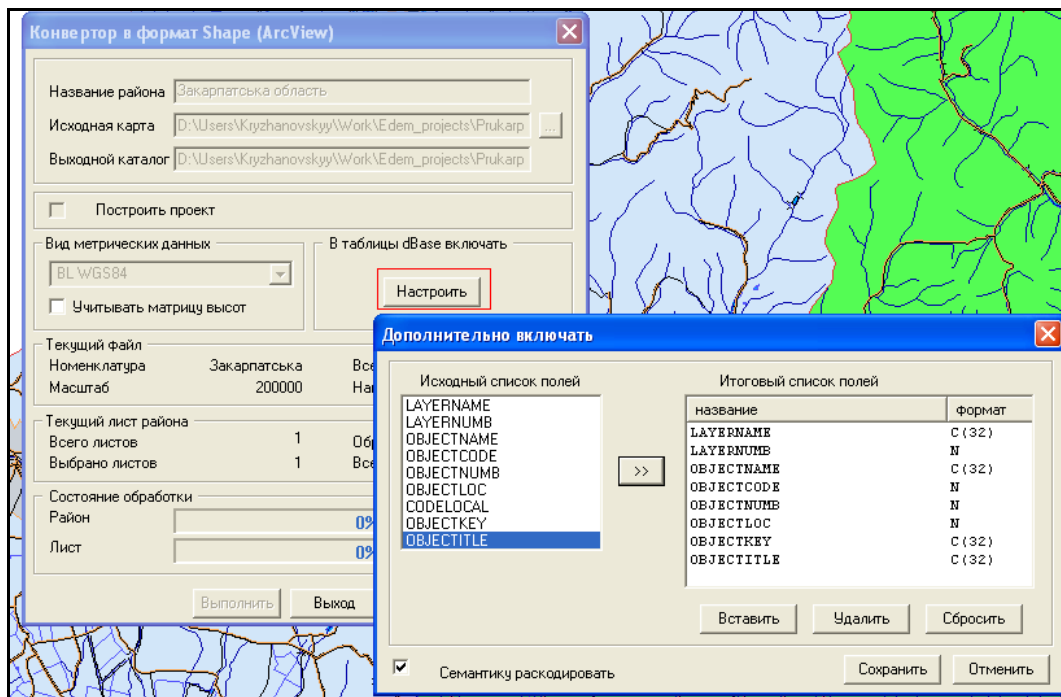 Конвертор в формат Shape (ArcView)
Название района Закарпатська область
Исходная карта D:\Users\Kryzhanovskyy\Work\Edem_projects\Prukarp ...
Выходной каталог D:\Users\Kryzhanovskyy\Work\Edem_projects\Prukarp
Построить проект
Вид метрических данных
BL WGS84
Учитывать матрицу высот
В таблицы dBase включать
Настроить
Текущий файл
Номенклатура Закарпатська
Масштаб 200000
Текущий лист района
Всего листов 1
Выбрано листов 1
Состояние обработки
Район 0%
Лист 0%
Выполнить Выход
Дополнительно включать
Исходный список полей
LAYERNAME
LAYERNUMB
OBJECTNAME
OBJECTCODE
OBJECTNUMB
OBJECTLOC
CODELOCAL
OBJECTKEY
OBJECTITLE
>>
Итоговый список полей
название формат
LAYERNAME C(32)
LAYERNUMB N
OBJECTNAME C(32)
OBJECTCODE N
OBJECTNUMB N
OBJECTLOC N
OBJECTKEY C(32)
OBJECTITLE C(32)
Вставить Удалить Сбросить
Семантику раскодировать
Сохранить Отменить